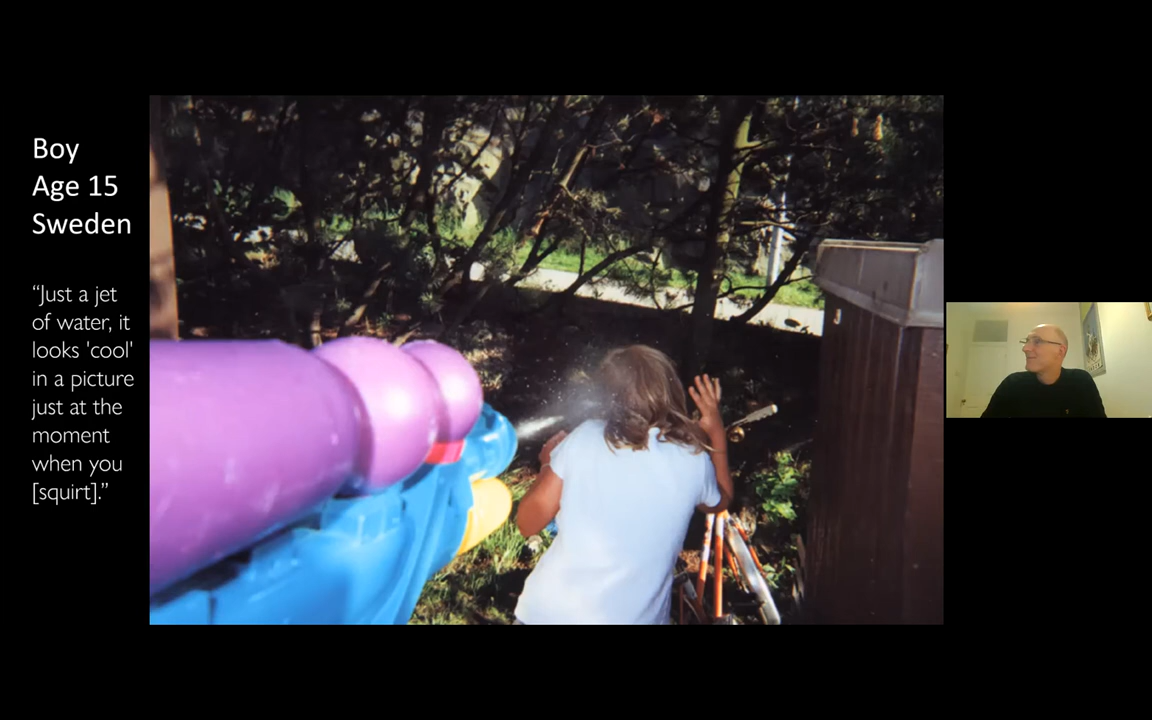 Boy
Age 15
Sweden
“Just a jet
of water, it
looks 'cool'
in a picture
just at the
moment
when you
[squirt].”